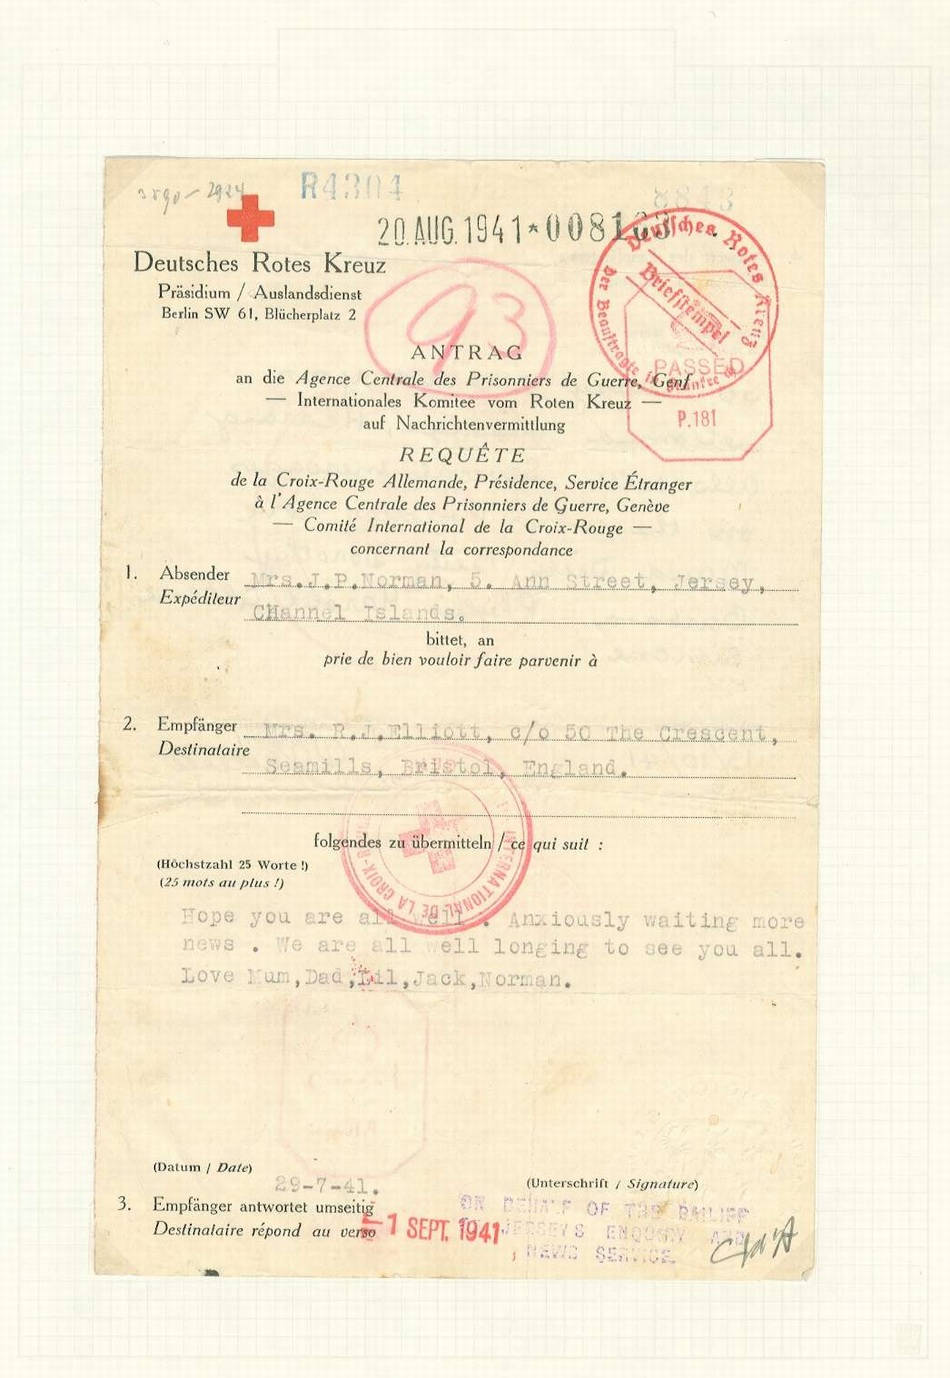 R4304
20.AUG.1941*008103
Deutsches Rotes Kreuz
Präsidium / Auslandsdienst
Berlin SW 61, Blücherplatz 2
93
Deutsches Rotes Kreuz
Briefstempel
Der Beauftragte
PASSED
P.181
ANTRAG
an die Agence Centrale des Prisonniers de Guerre, Genf
— Internationales Komitee vom Roten Kreuz —
auf Nachrichtenvermittlung
REQUÊTE
de la Croix-Rouge Allemande, Présidence, Service Étranger
à l'Agence Centrale des Prisonniers de Guerre, Genève
— Comité International de la Croix-Rouge —
concernant la correspondance
1. Absender Mrs.J.P.Norman, 5. Ann Street, Jersey,
Expéditeur CHannel Islands.
bittet, an
prie de bien vouloir faire parvenir à
2. Empfänger Mrs. R.J.Elliott, c/o 50 The Crescent,
Destinataire Seamills, Bristol, England.
INTERNATIONAL DE LA CROIX-
folgendes zu übermitteln / ce qui suit :
(Höchstzahl 25 Worte !)
(25 mots au plus !)
Hope you are all well . Anxiously waiting more
news . We are all well longing to see you all.
Love Mum,Dad,Lil,Jack,Norman.
(Datum / Date)
29-7-41.
(Unterschrift / Signature)
3. Empfänger antwortet umseitig
Destinataire répond au verso
-1 SEPT. 1941
ON BEHALF OF THE BAILIFF
JERSEY'S ENQUIRY AND
NEWS SERVICE.